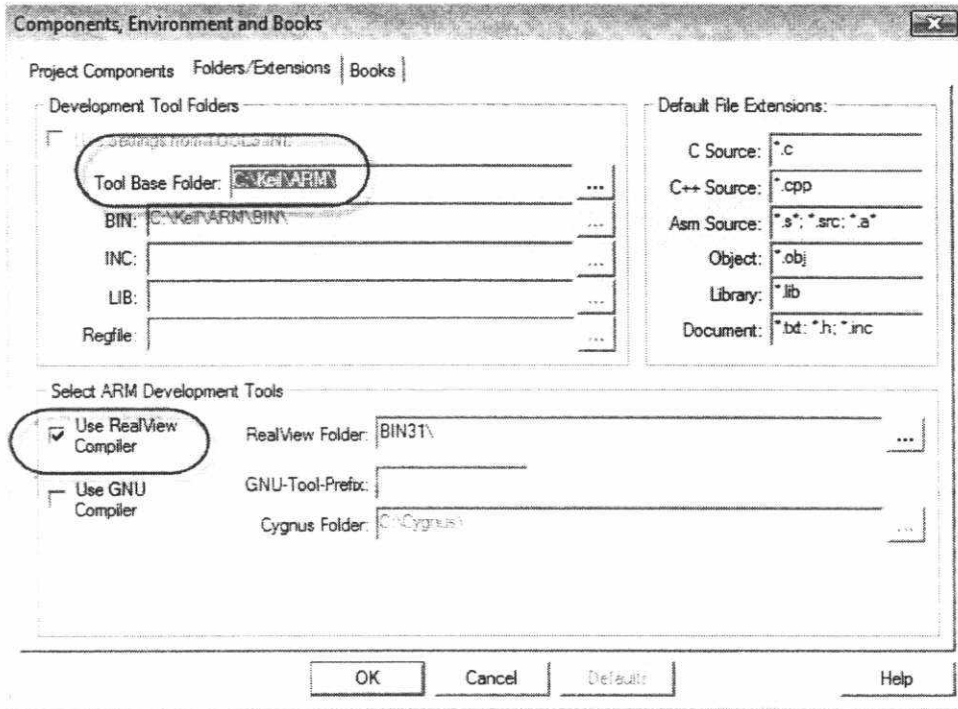 Components, Environment and Books
Project Components Folders/Extensions Books
Development Tool Folders
Tool Base Folder: C:\Keil\ARM\ ...
BIN: C:\Keil\ARM\BIN\ ...
INC: ...
LIB: ...
Regfile: ...
Default File Extensions:
C Source: *.c
C++ Source: *.cpp
Asm Source: *.s*; *.src; *.a*
Object: *.obj
Library: *.lib
Document: *.txt; *.h; *.inc
Select ARM Development Tools
Use RealView
Compiler
RealView Folder: BIN31\ ...
Use GNU
Compiler
GNU-Tool-Prefix:
Cygnus Folder: C:\Cygnus\ ...
OK Cancel Defaults Help